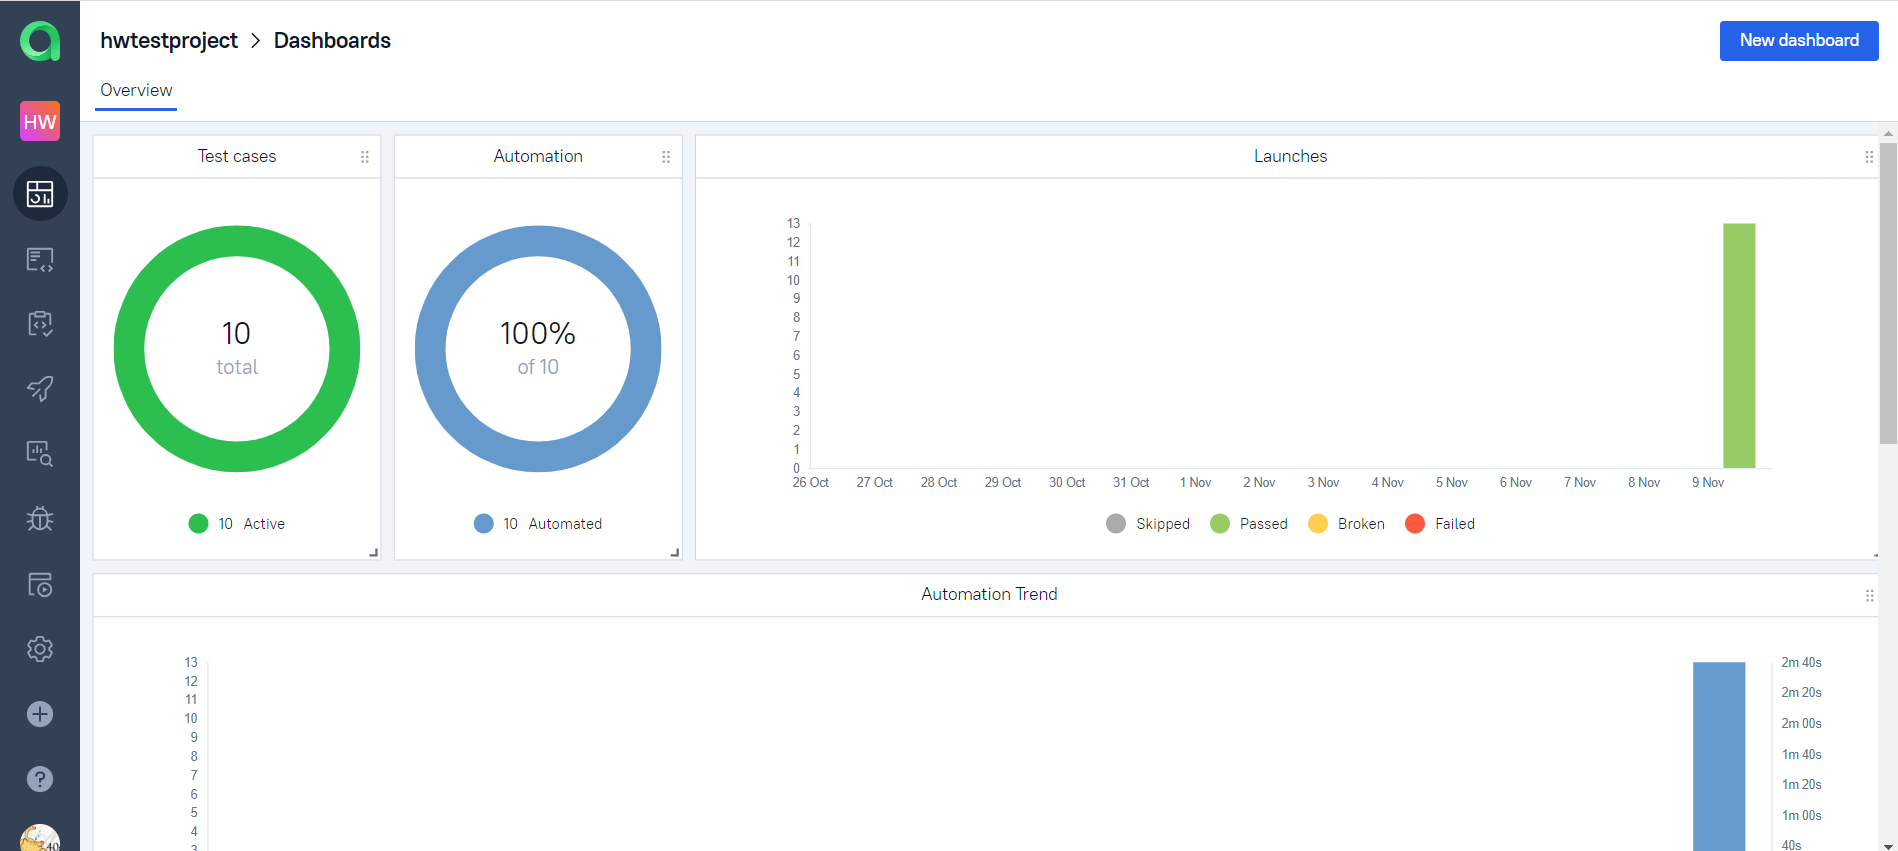 hwtestproject > Dashboards
New dashboard
Overview
HW
Test cases
10
total
10 Active
Automation
100%
of 10
10 Automated
Launches
13
12
11
10
9
8
7
6
5
4
3
2
1
0
26 Oct 27 Oct 28 Oct 29 Oct 30 Oct 31 Oct 1 Nov 2 Nov 3 Nov 4 Nov 5 Nov 6 Nov 7 Nov 8 Nov 9 Nov
Skipped Passed Broken Failed
Automation Trend
13
12
11
10
9
8
7
6
5
4
3
2m 40s
2m 20s
2m 00s
1m 40s
1m 20s
1m 00s
40s
?
40